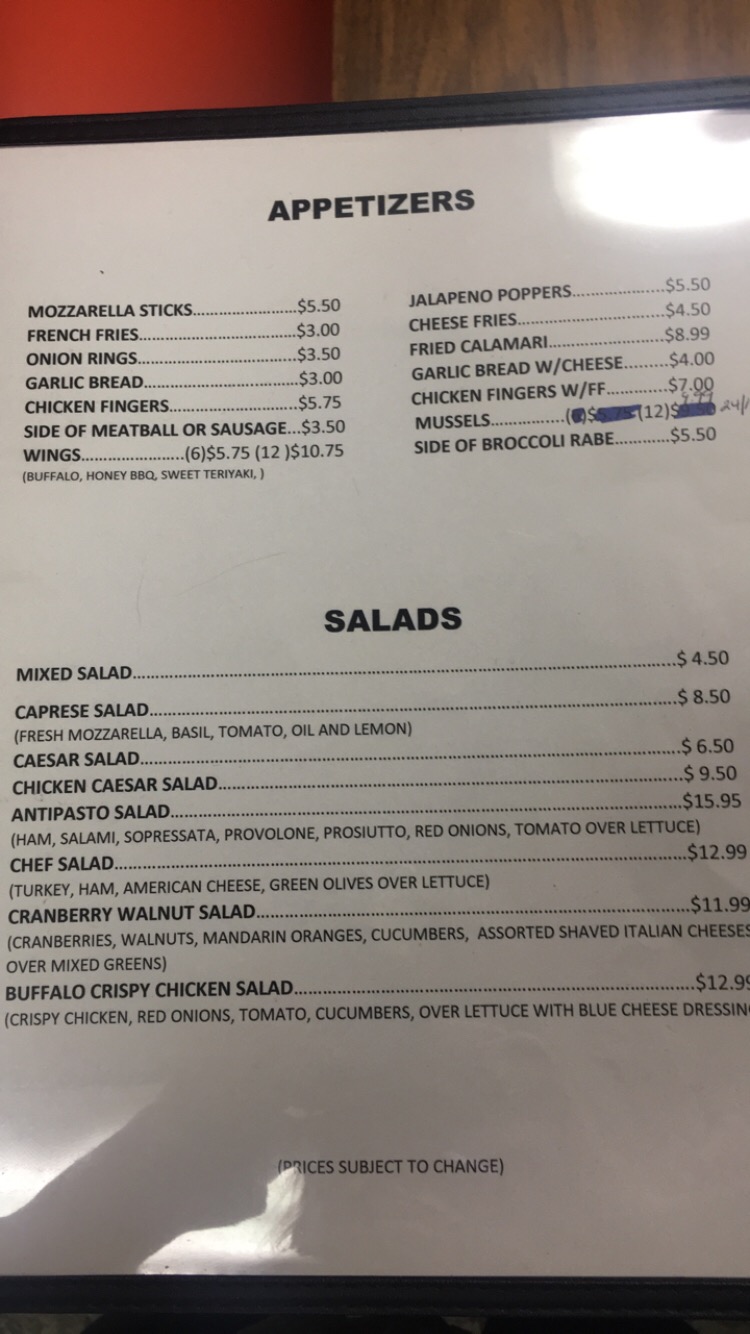 APPETIZERS
MOZZARELLA STICKS........................$5.50
FRENCH FRIES....................................$3.00
ONION RINGS.....................................$3.50
GARLIC BREAD....................................$3.00
CHICKEN FINGERS..............................$5.75
SIDE OF MEATBALL OR SAUSAGE...$3.50
WINGS........................(6)$5.75 (12 )$10.75
(BUFFALO, HONEY BBQ, SWEET TERIYAKI, )
JALAPENO POPPERS.....................$5.50
CHEESE FRIES..................................$4.50
FRIED CALAMARI...........................$8.99
GARLIC BREAD W/CHEESE..........$4.00
CHICKEN FINGERS W/FF..............$7.00
MUSSELS.................(12)$
SIDE OF BROCCOLI RABE............$5.50
SALADS
MIXED SALAD..........................................................$ 4.50
CAPRESE SALAD.......................................................$ 8.50
(FRESH MOZZARELLA, BASIL, TOMATO, OIL AND LEMON)
CAESAR SALAD.........................................................$ 6.50
CHICKEN CAESAR SALAD...........................................$ 9.50
ANTIPASTO SALAD....................................................$15.95
(HAM, SALAMI, SOPRESSATA, PROVOLONE, PROSIUTTO, RED ONIONS, TOMATO OVER LETTUCE)
CHEF SALAD..............................................................$12.99
(TURKEY, HAM, AMERICAN CHEESE, GREEN OLIVES OVER LETTUCE)
CRANBERRY WALNUT SALAD.....................................$11.99
(CRANBERRIES, WALNUTS, MANDARIN ORANGES, CUCUMBERS, ASSORTED SHAVED ITALIAN CHEESES
OVER MIXED GREENS)
BUFFALO CRISPY CHICKEN SALAD...............................$12.99
(CRISPY CHICKEN, RED ONIONS, TOMATO, CUCUMBERS, OVER LETTUCE WITH BLUE CHEESE DRESSIN
(PRICES SUBJECT TO CHANGE)